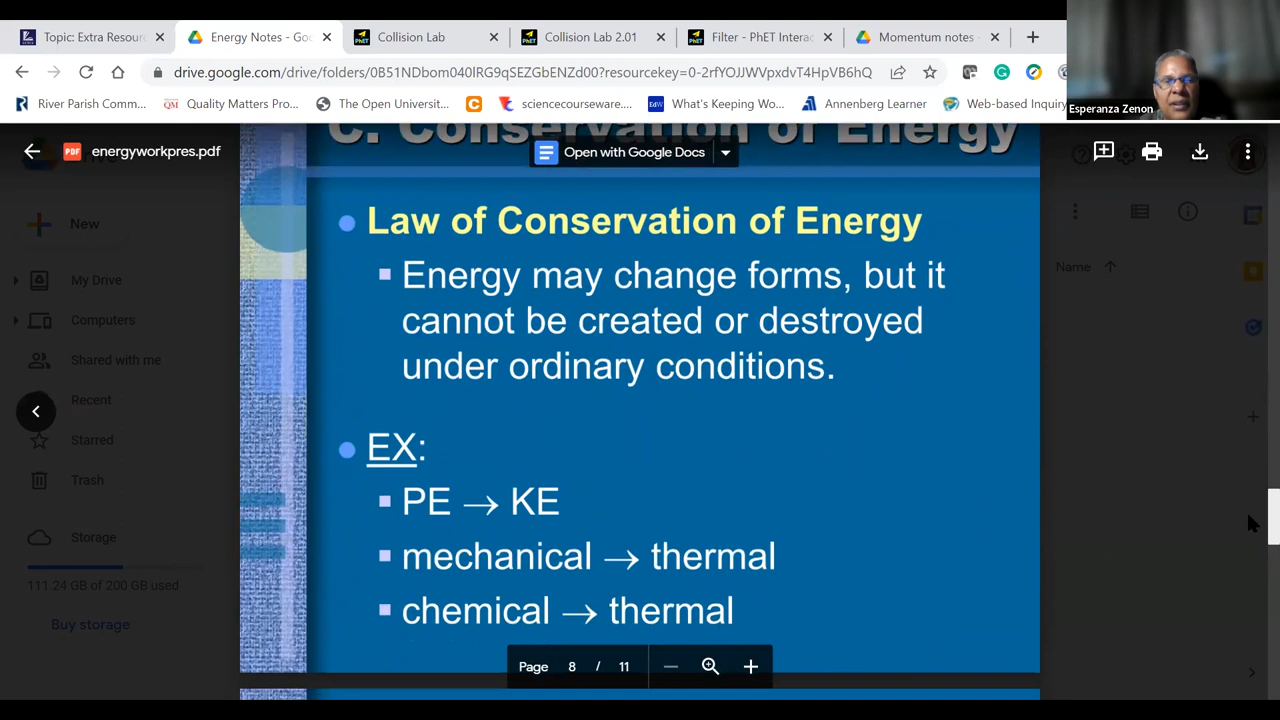 Topic: Extra Resour
Energy Notes - Goo
Collision Lab
Collision Lab 2.01
Filter - PhET Interac
Momentum notes -
drive.google.com/drive/folders/0B51NDbom040lRG9qSEZGbENZd00?resourcekey=0-2rfYOJJWVpxdvT4HpVB6hQ
Esperanza Zenon
River Parish Comm...
QM
Quality Matters Pro...
The Open Universit...
sciencecourseware....
EdW
What's Keeping Wo...
Annenberg Learner
Web-based Inquiry
C. Conservation of Energy
PDF
energyworkpres.pdf
Open with Google Docs
New
My Drive
Computers
Shared with me
Recent
Starred
Trash
Storage
111.24 GB of 200 GB used
Buy storage
Name
Law of Conservation of Energy
Energy may change forms, but it
cannot be created or destroyed
under ordinary conditions.
EX:
PE → KE
mechanical → thermal
chemical → thermal
Page 8 / 11